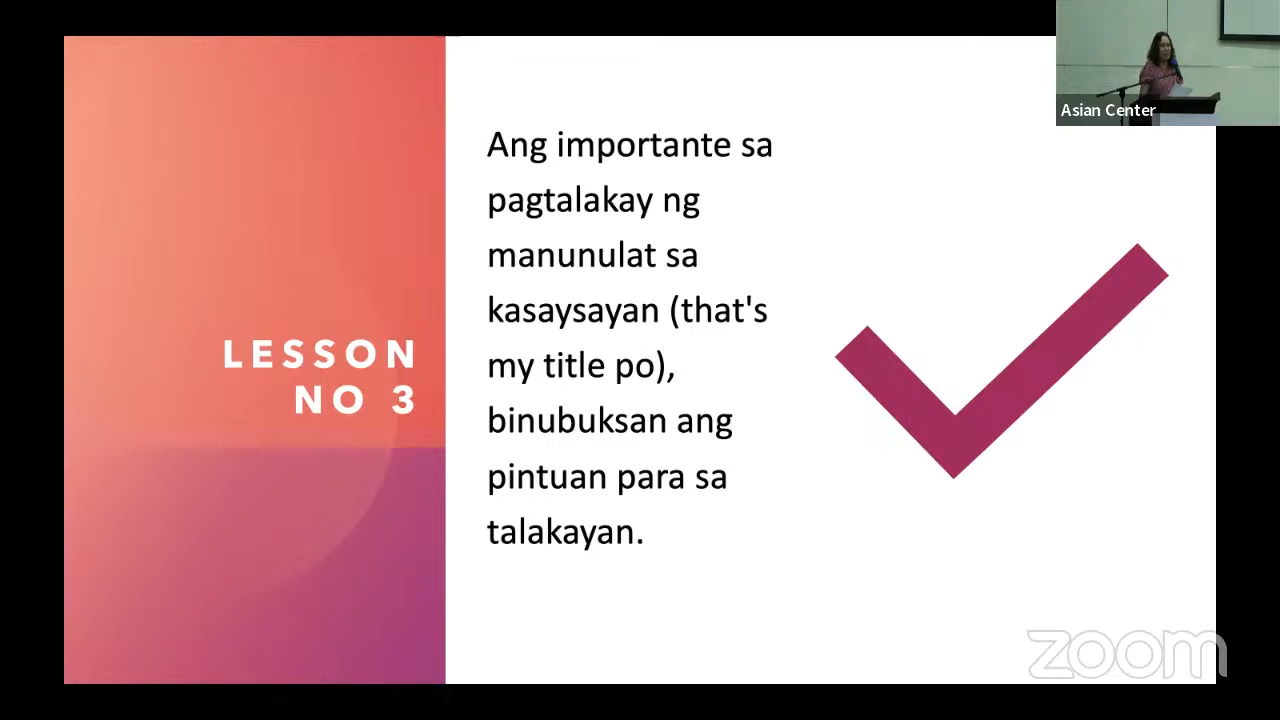 Asian Center
LESSON
NO 3
Ang importante sa
pagtalakay ng
manunulat sa
kasaysayan (that's
my title po),
binubuksan ang
pintuan para sa
talakayan.
zoom